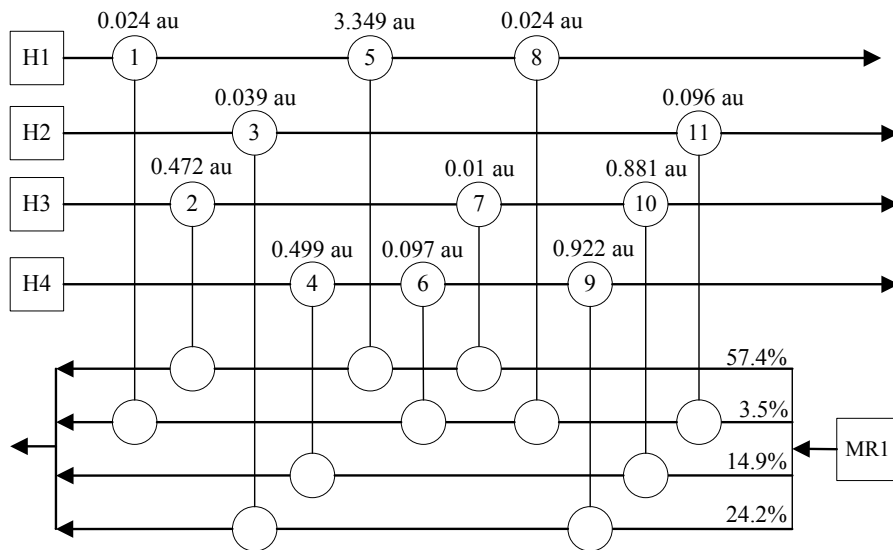 0.024 au
3.349 au
0.024 au
H1
1
5
8
0.039 au
0.096 au
H2
3
11
0.472 au
0.01 au
0.881 au
H3
2
7
10
0.499 au
0.097 au
0.922 au
H4
4
6
9
57.4%
3.5%
MR1
14.9%
24.2%